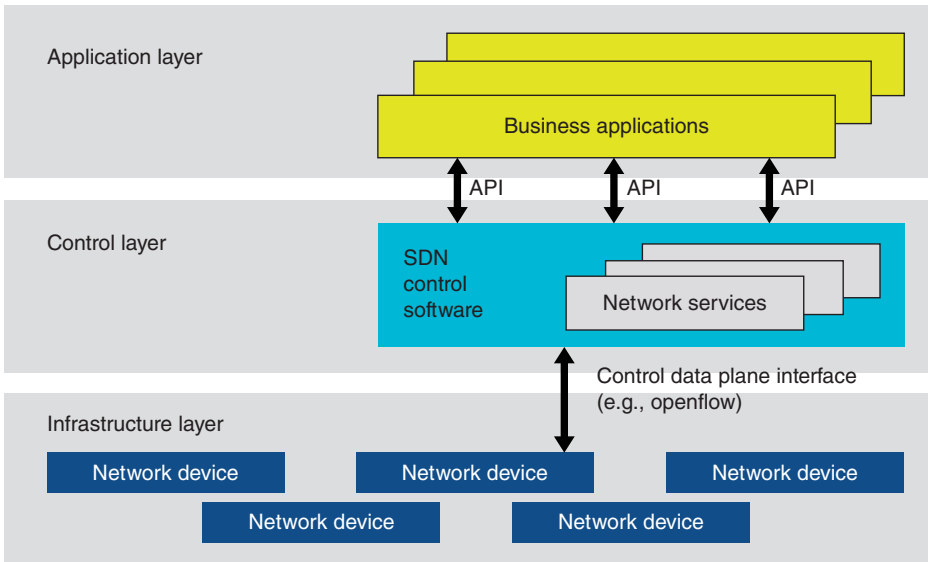 Application layer
Business applications
API
API
API
Control layer
SDN
control
software
Network services
Control data plane interface
(e.g., openflow)
Infrastructure layer
Network device
Network device
Network device
Network device
Network device